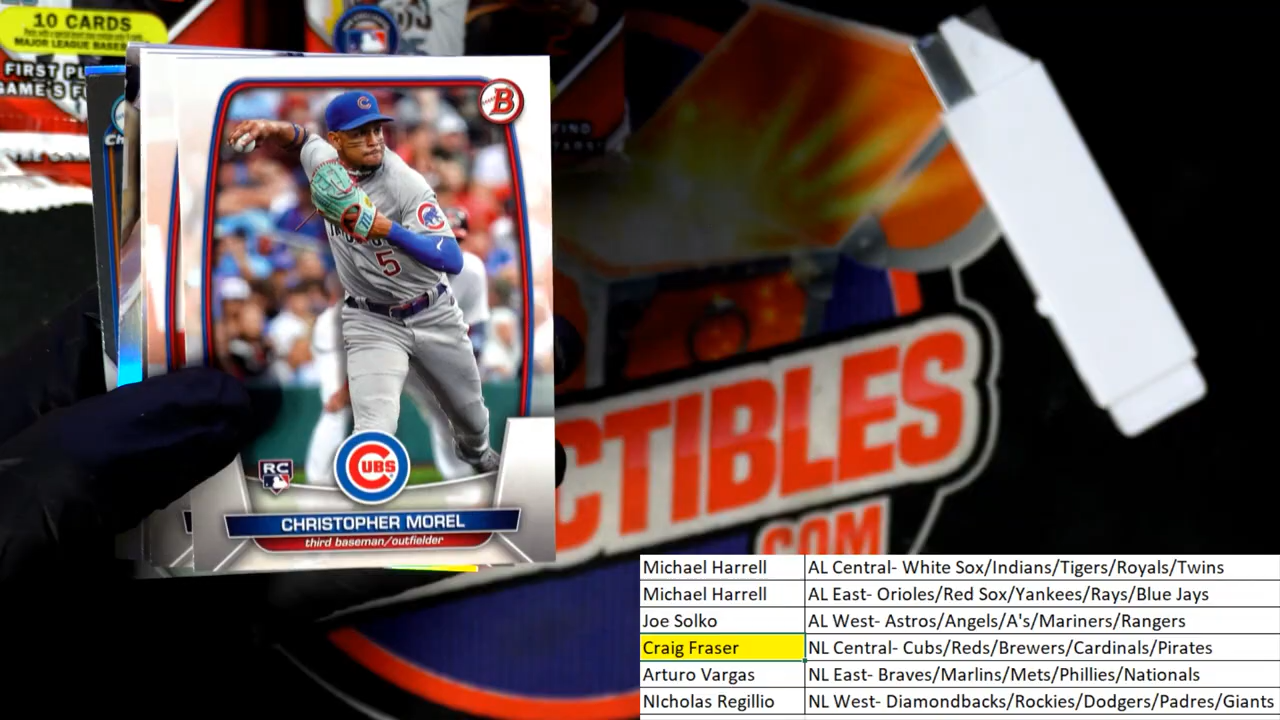 10 CARDS
MAJOR LEAGUE BASEB
FIRST PL
GAME'S F
FIND
B
C
5
RC
CUBS
CHRISTOPHER MOREL
third baseman/outfielder
CTIBLES
.COM
Michael Harrell AL Central- White Sox/Indians/Tigers/Royals/Twins
Michael Harrell AL East- Orioles/Red Sox/Yankees/Rays/Blue Jays
Joe Solko AL West- Astros/Angels/A's/Mariners/Rangers
Craig Fraser NL Central- Cubs/Reds/Brewers/Cardinals/Pirates
Arturo Vargas NL East- Braves/Marlins/Mets/Phillies/Nationals
NIcholas Regillio NL West- Diamondbacks/Rockies/Dodgers/Padres/Giants